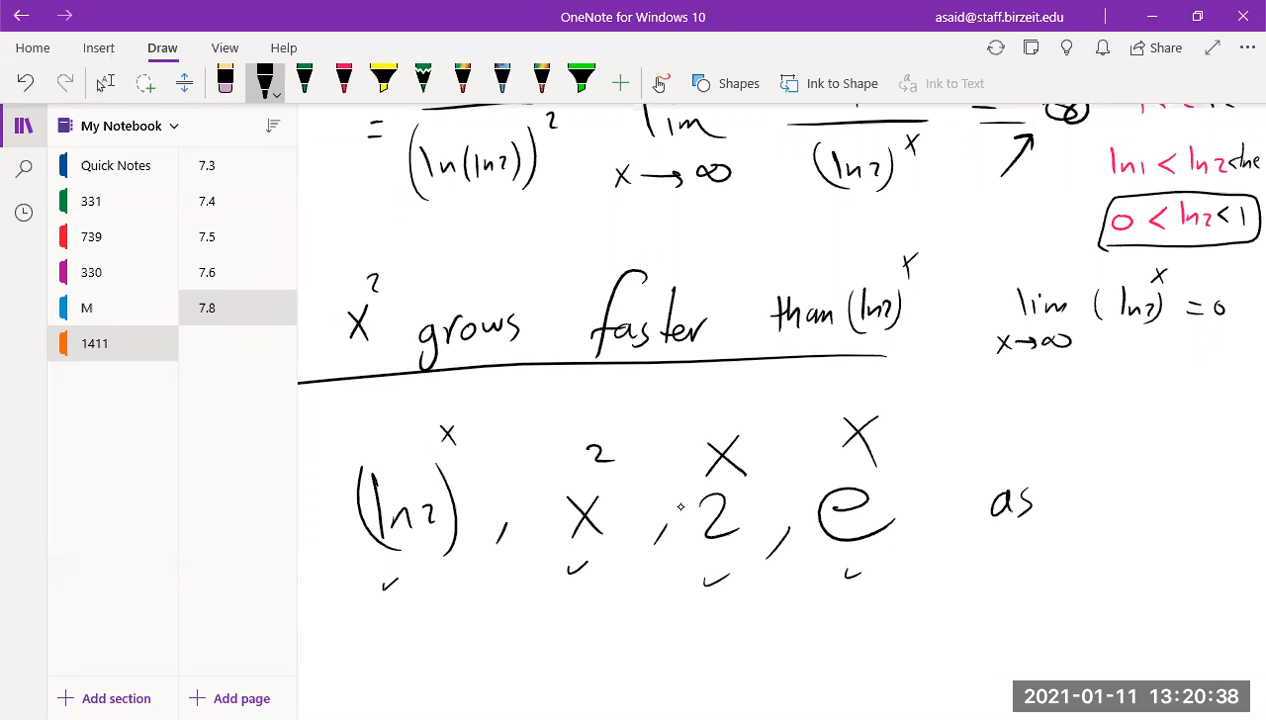 OneNote for Windows 10
asaid@staff.birzeit.edu
Home Insert Draw View Help
Share
Shapes
Ink to Shape
Ink to Text
My Notebook
Quick Notes
331
739
330
M
1411
7.3
7.4
7.5
7.6
7.8
= (ln(ln2))^2 lim x→∞ (ln2)^x = ∞
ln1 < ln2 < lne
0 < ln2 < 1
x^2 grows faster than (ln2)^x
lim x→∞ (ln2)^x = 0
(ln2)^x , x^2 , 2^x , e^x as
✓ ✓ ✓ ✓
Add section
Add page
2021-01-11 13:20:38